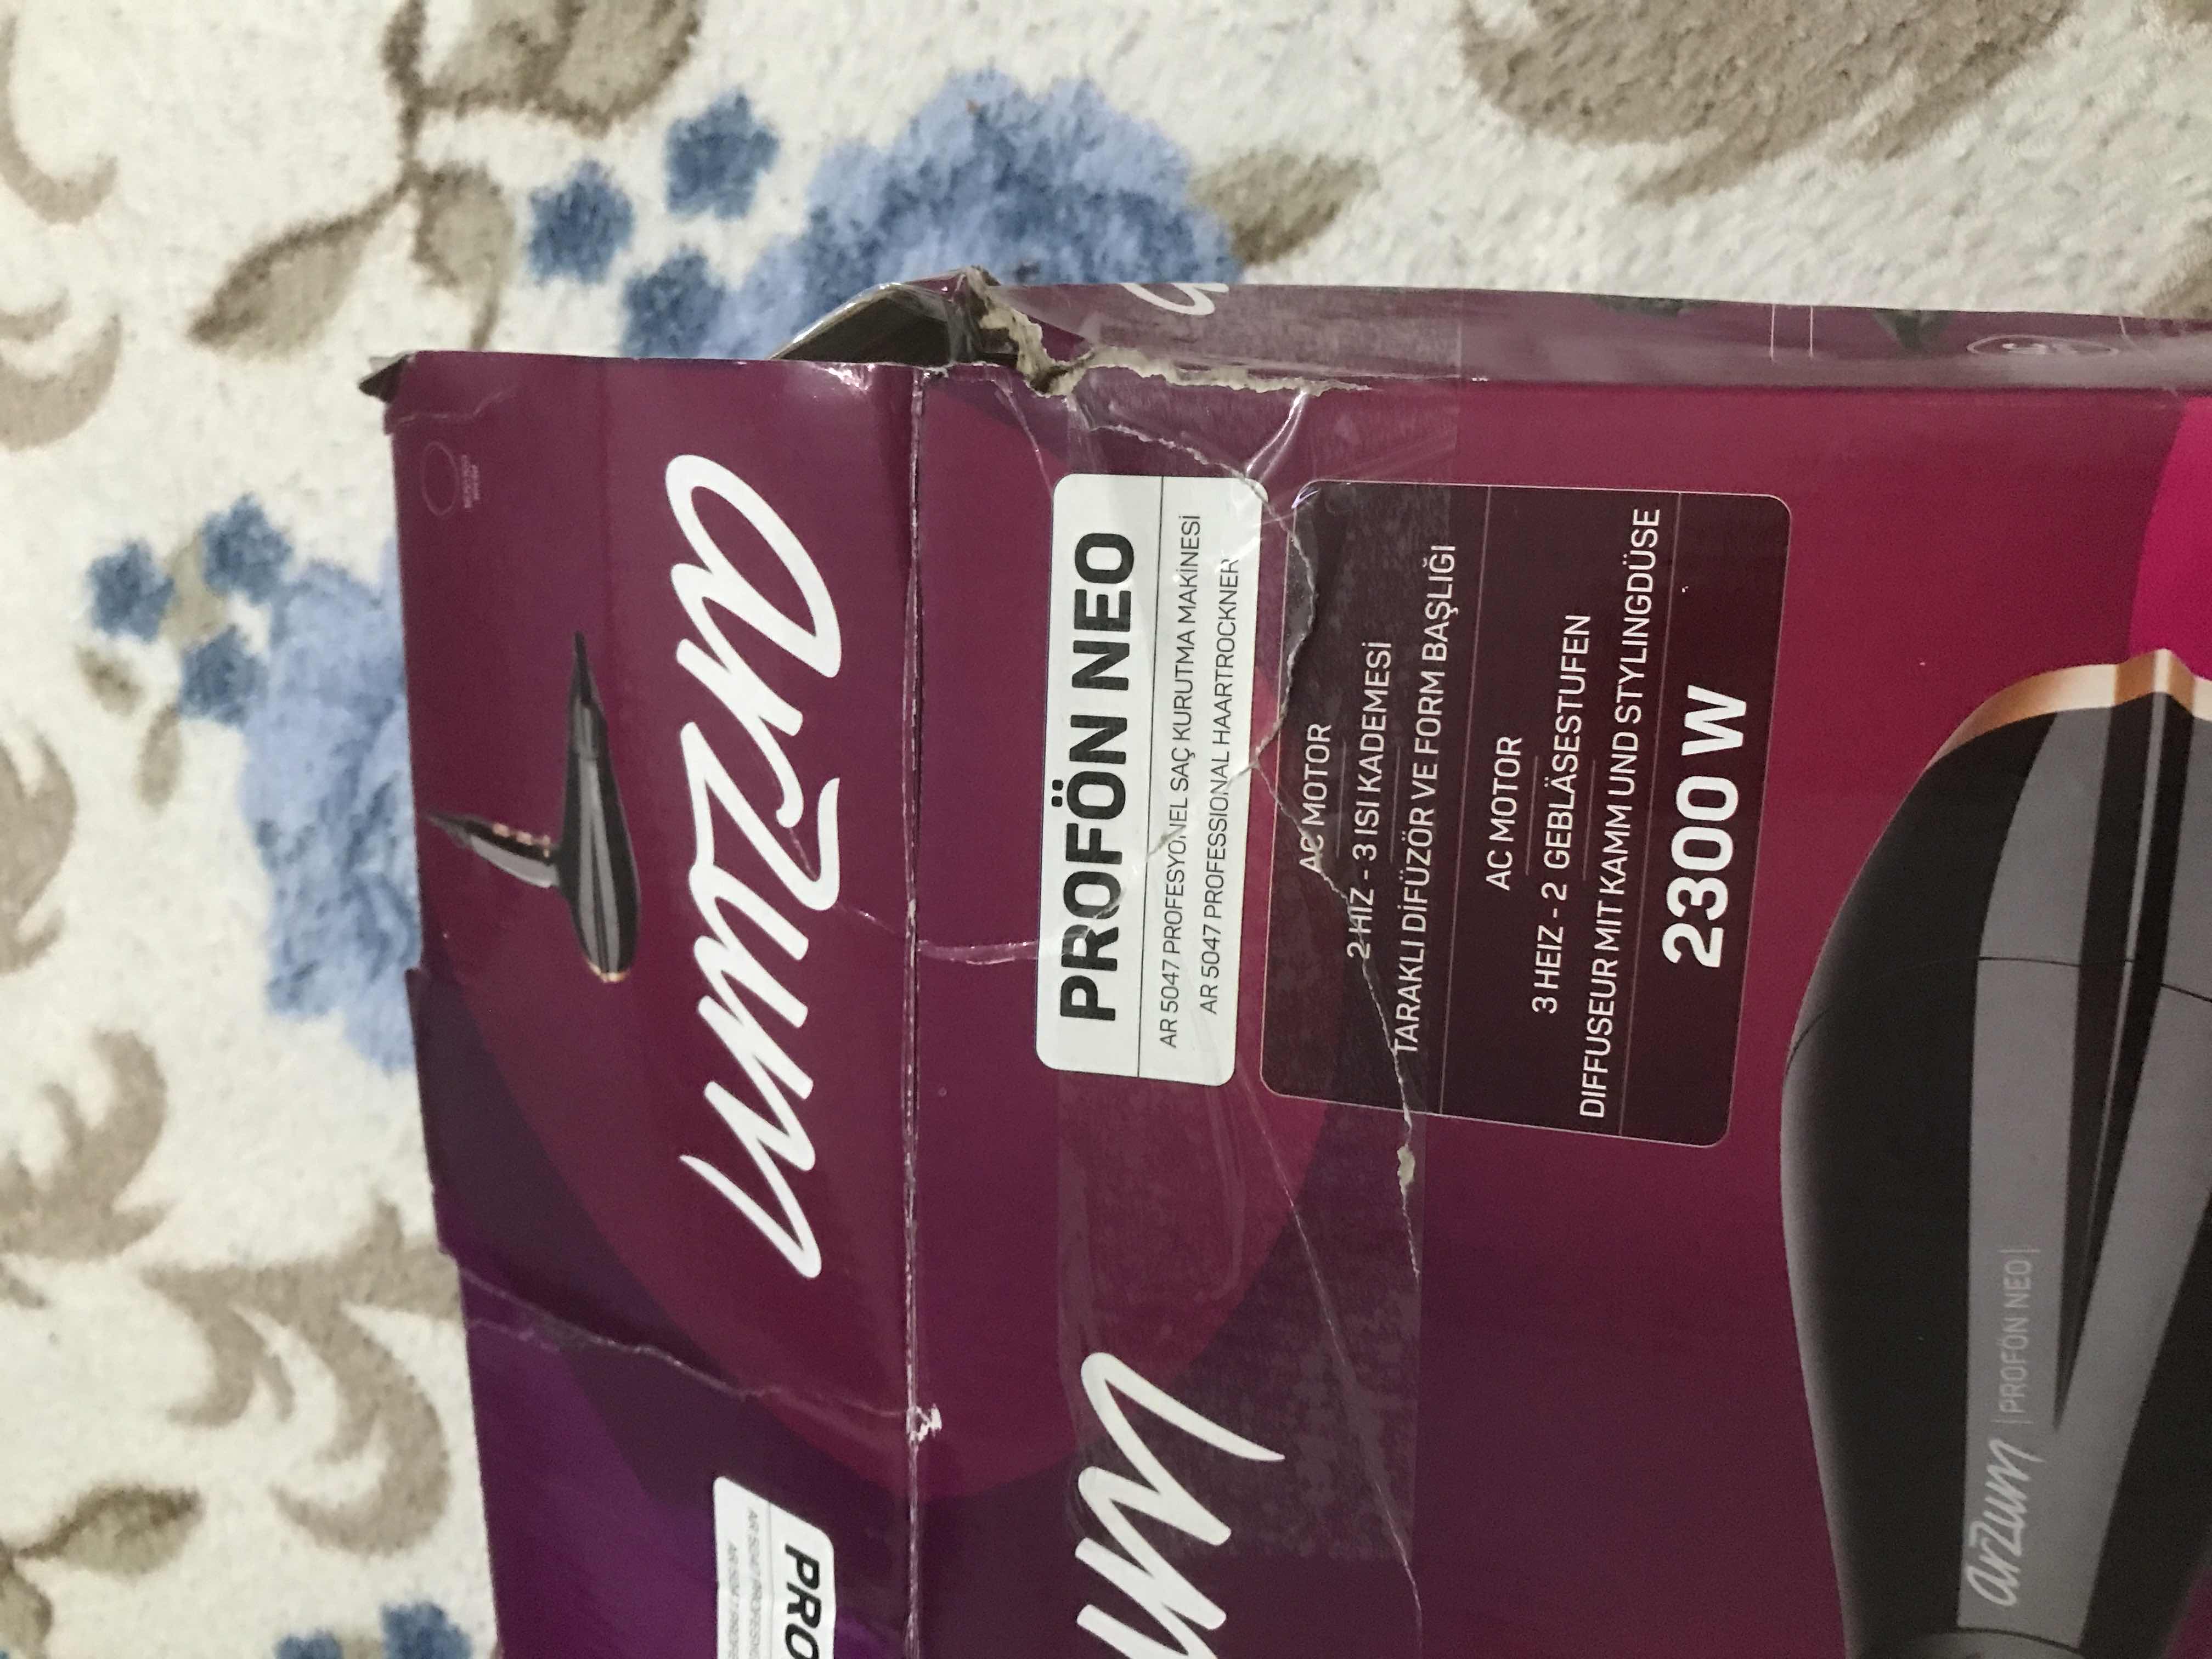 arzum
PROFÖN NEO
AR 5047 PROFESYONEL SAÇ KURUTMA MAKİNESİ
AR 5047 PROFESSIONAL HAARTROCKNER
AC MOTOR
2 HIZ - 3 ISI KADEMESİ
TARAKLI DİFÜZÖR VE FORM BAŞLIĞI
AC MOTOR
3 HEIZ - 2 GEBLÄSESTUFEN
DIFFUSEUR MIT KAMM UND STYLINGDÜSE
2300 W
arzum |PROFÖN NEO|
um
PRO